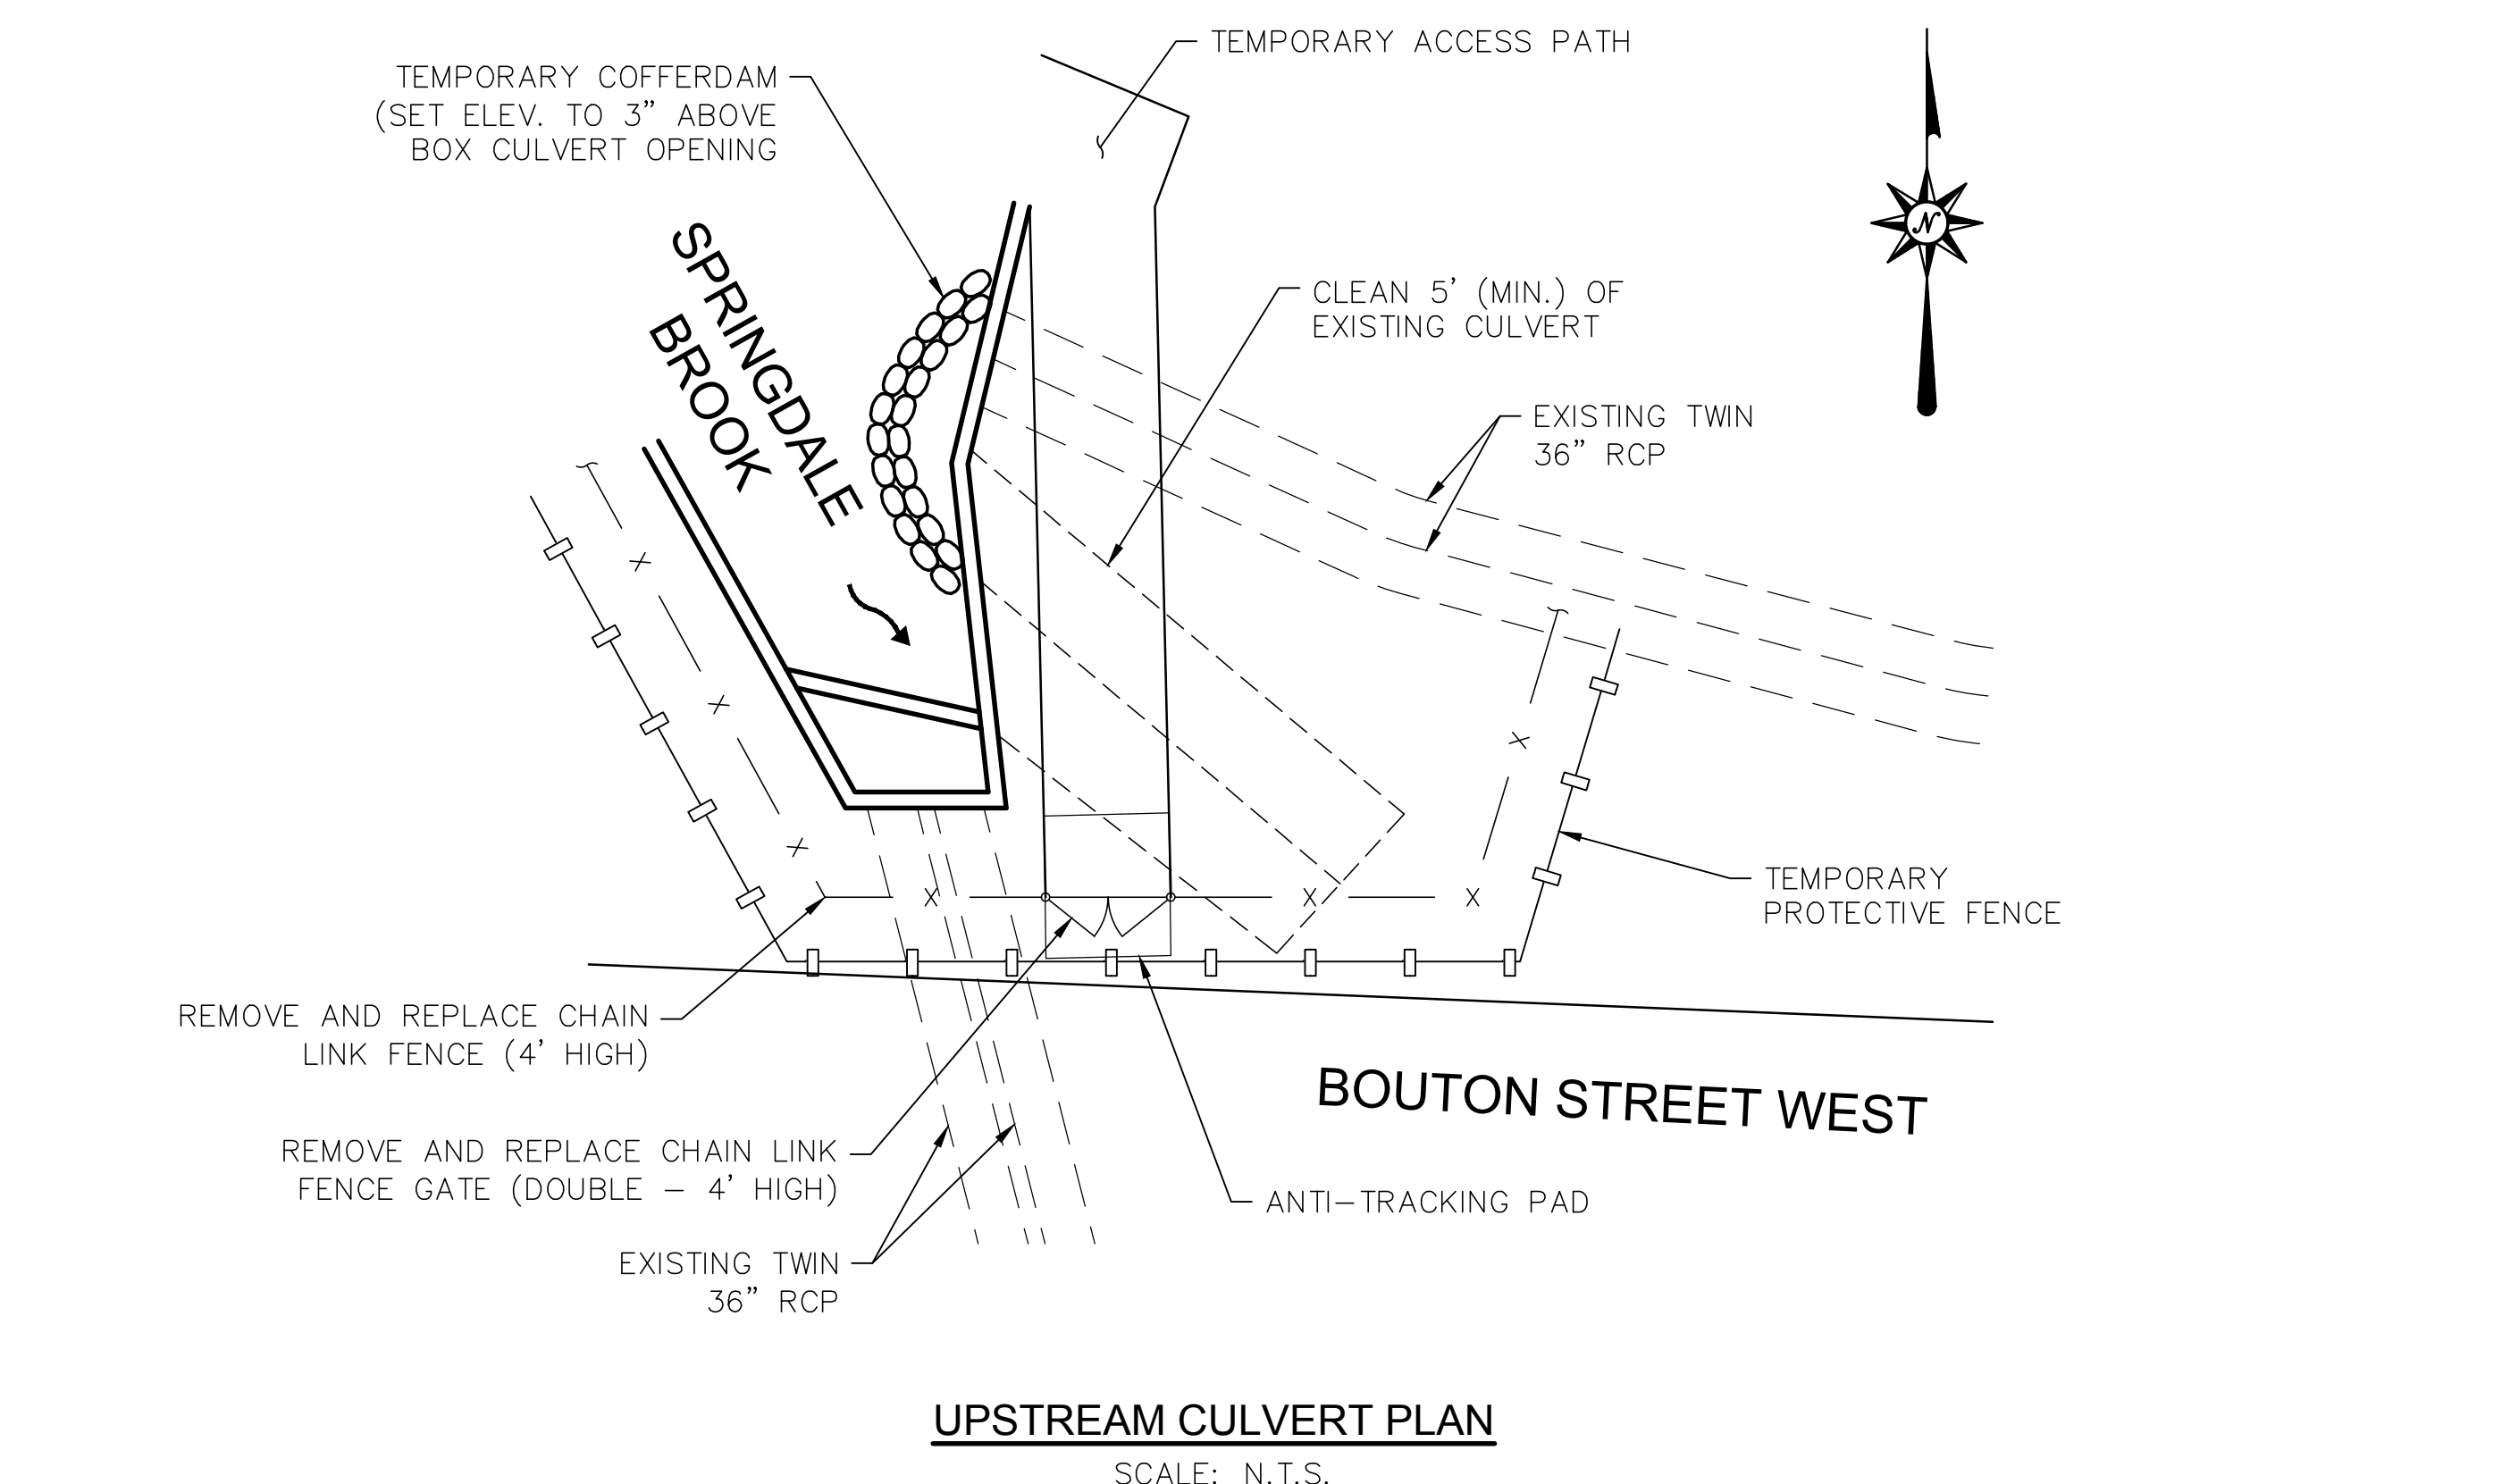 TEMPORARY ACCESS PATH
TEMPORARY COFFERDAM
(SET ELEV. TO 3" ABOVE
BOX CULVERT OPENING
N
SPRINGDALE
BROOK
CLEAN 5' (MIN.) OF
EXISTING CULVERT
EXISTING TWIN
36" RCP
TEMPORARY
PROTECTIVE FENCE
REMOVE AND REPLACE CHAIN
LINK FENCE (4' HIGH)
BOUTON STREET WEST
REMOVE AND REPLACE CHAIN LINK
FENCE GATE (DOUBLE – 4' HIGH)
ANTI–TRACKING PAD
EXISTING TWIN
36" RCP
UPSTREAM CULVERT PLAN
SCALE: N.T.S.